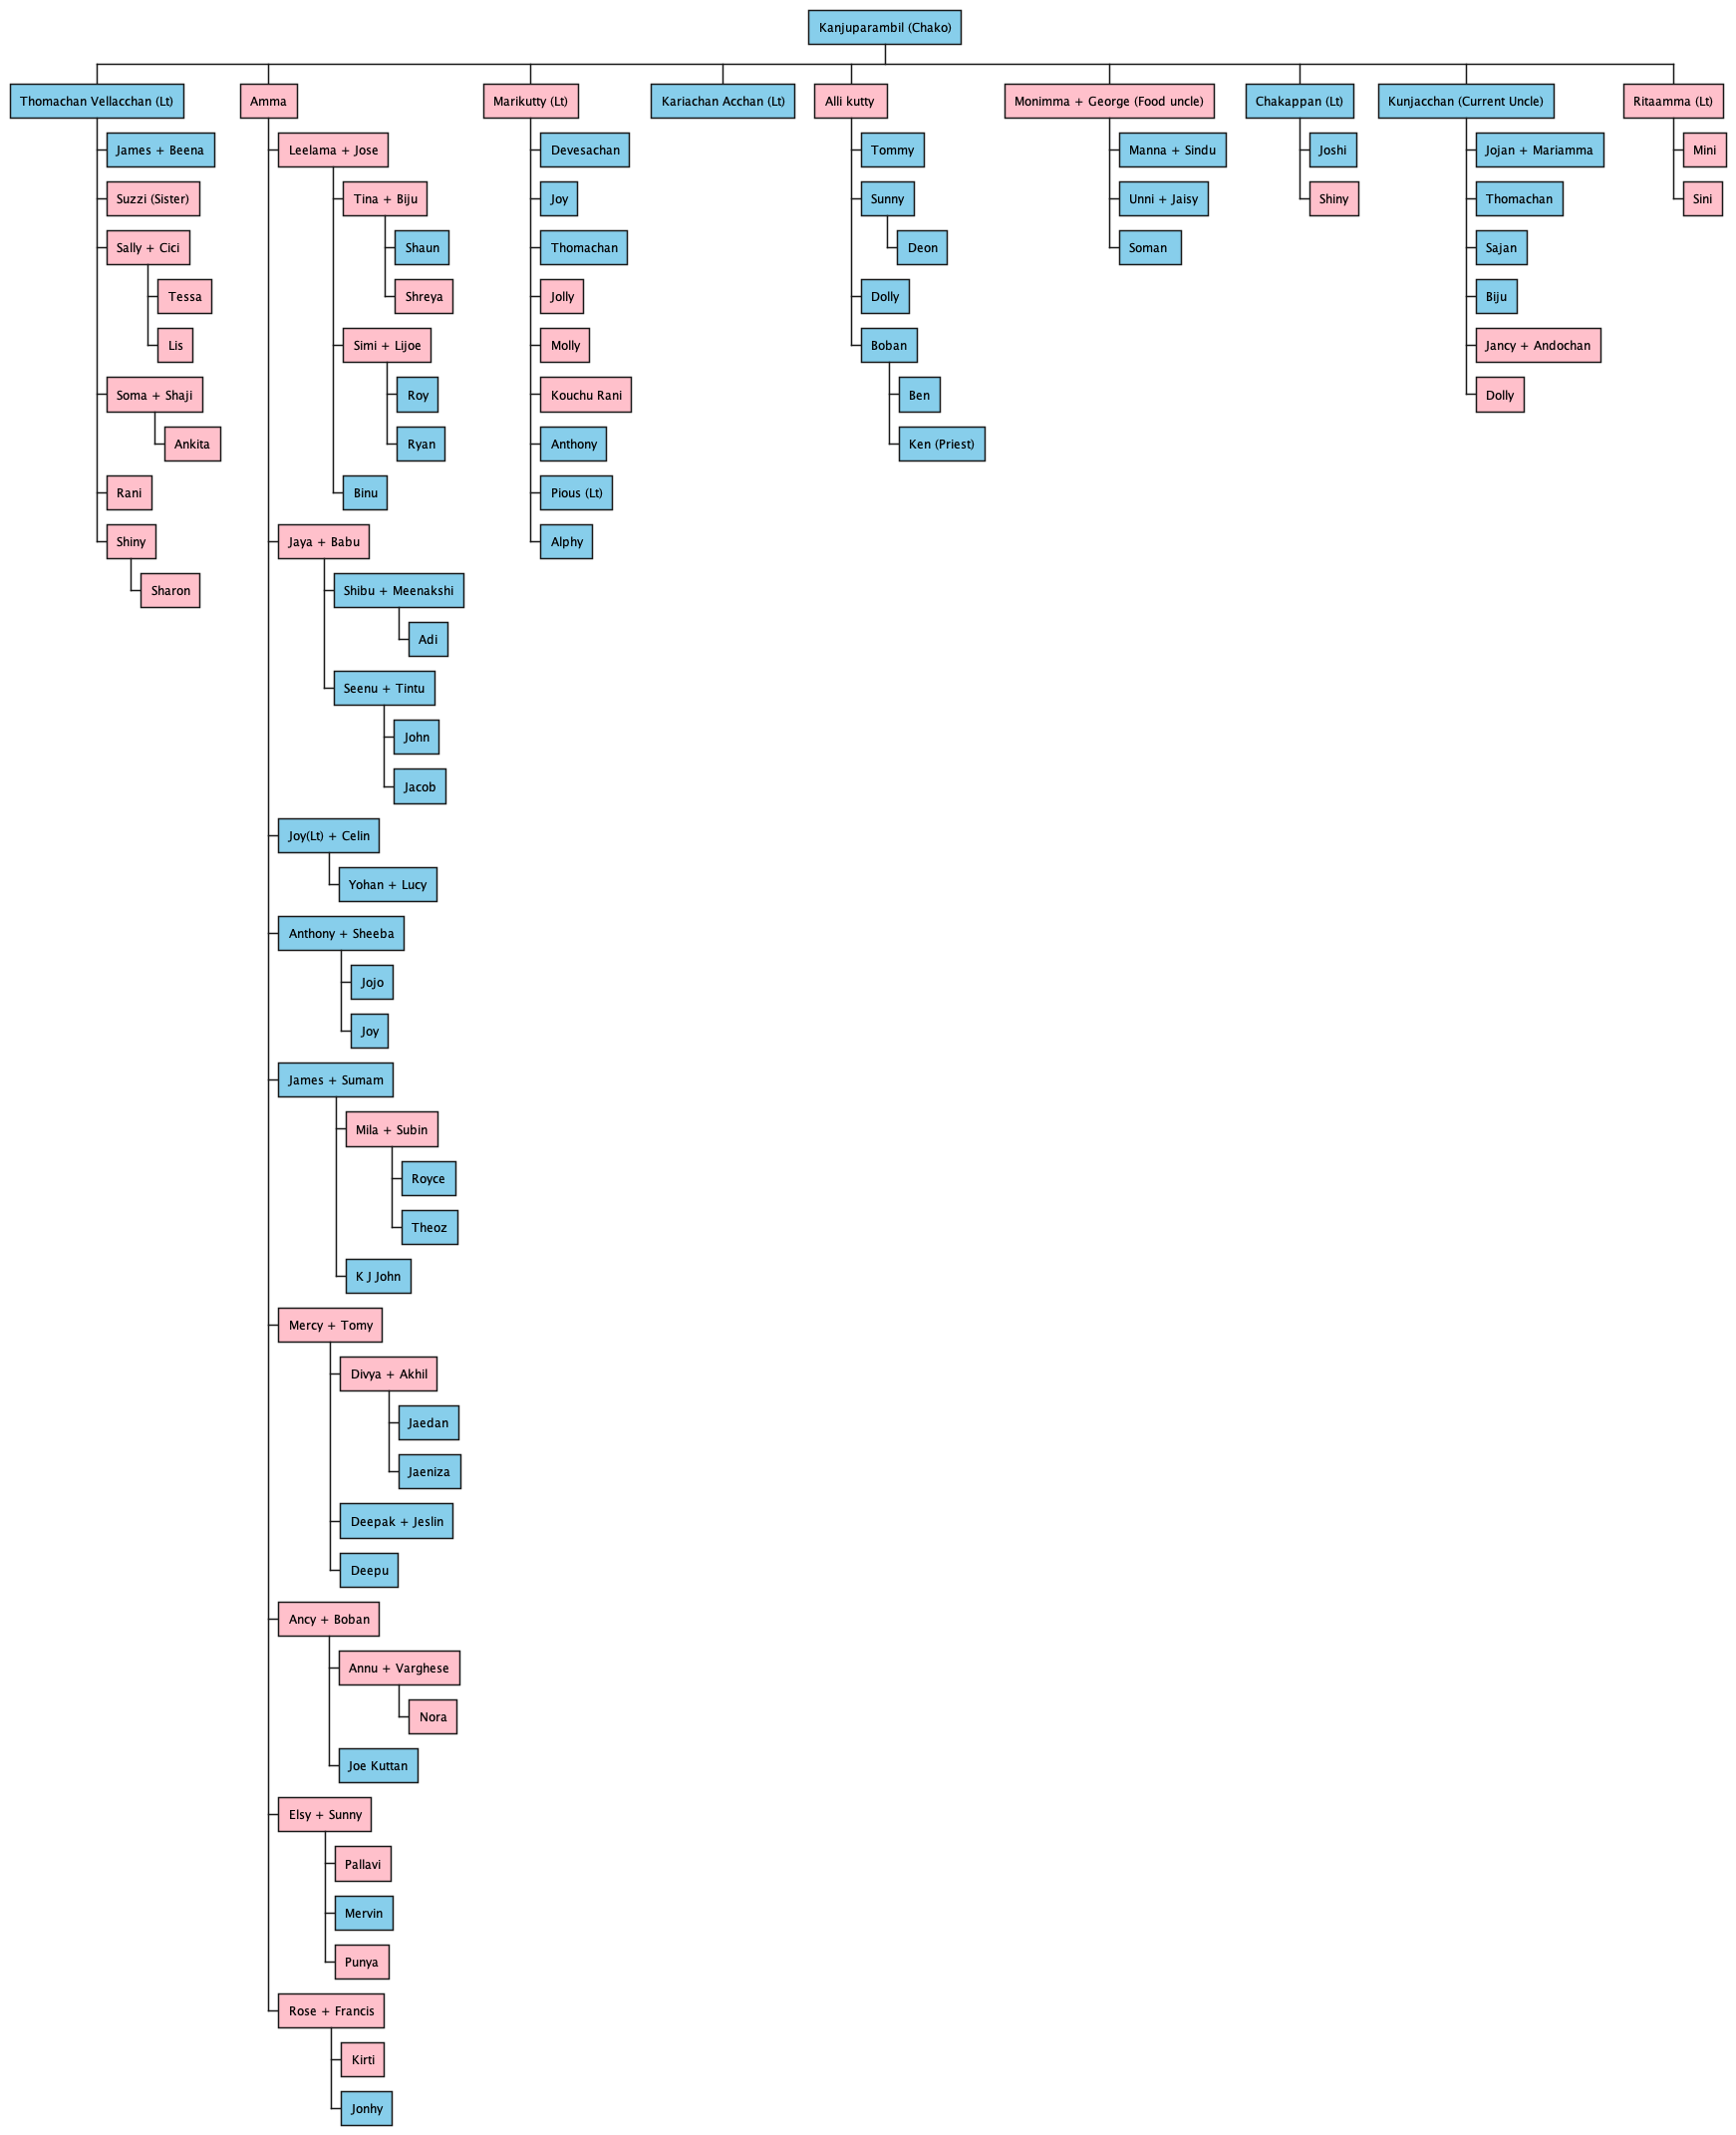 Kanjuparambil (Chako)
Thomachan Vellacchan (Lt)
James + Beena
Suzzi (Sister)
Sally + Cici
Tessa
Lis
Soma + Shaji
Ankita
Rani
Shiny
Sharon
Amma
Leelama + Jose
Tina + Biju
Shaun
Shreya
Simi + Lijoe
Roy
Ryan
Binu
Jaya + Babu
Shibu + Meenakshi
Adi
Seenu + Tintu
John
Jacob
Joy(Lt) + Celin
Yohan + Lucy
Anthony + Sheeba
Jojo
Joy
James + Sumam
Mila + Subin
Royce
Theoz
K J John
Mercy + Tomy
Divya + Akhil
Jaedan
Jaeniza
Deepak + Jeslin
Deepu
Ancy + Boban
Annu + Varghese
Nora
Joe Kuttan
Elsy + Sunny
Pallavi
Mervin
Punya
Rose + Francis
Kirti
Jonhy
Marikutty (Lt)
Devesachan
Joy
Thomachan
Jolly
Molly
Kouchu Rani
Anthony
Pious (Lt)
Alphy
Kariachan Acchan (Lt)
Alli kutty
Tommy
Sunny
Deon
Dolly
Boban
Ben
Ken (Priest)
Monimma + George (Food uncle)
Manna + Sindu
Unni + Jaisy
Soman
Chakappan (Lt)
Joshi
Shiny
Kunjacchan (Current Uncle)
Jojan + Mariamma
Thomachan
Sajan
Biju
Jancy + Andochan
Dolly
Ritaamma (Lt)
Mini
Sini